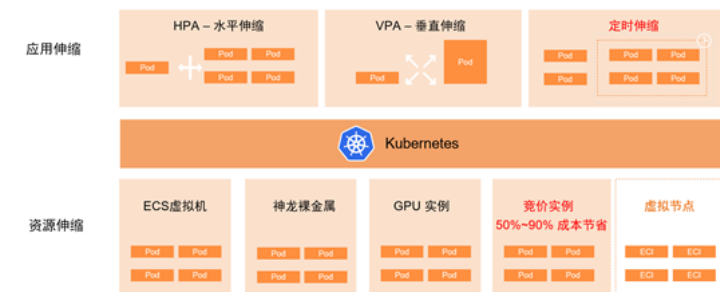 应用伸缩
HPA – 水平伸缩
Pod
Pod Pod
Pod Pod
VPA – 垂直伸缩
Pod
Pod
定时伸缩
Pod Pod Pod
Pod Pod Pod
Kubernetes
资源伸缩
ECS虚拟机
Pod Pod
Pod Pod
神龙裸金属
Pod Pod
Pod Pod
GPU 实例
Pod Pod
Pod Pod
竞价实例
50%~90% 成本节省
Pod Pod
Pod Pod
虚拟节点
ECI ECI
ECI ECI